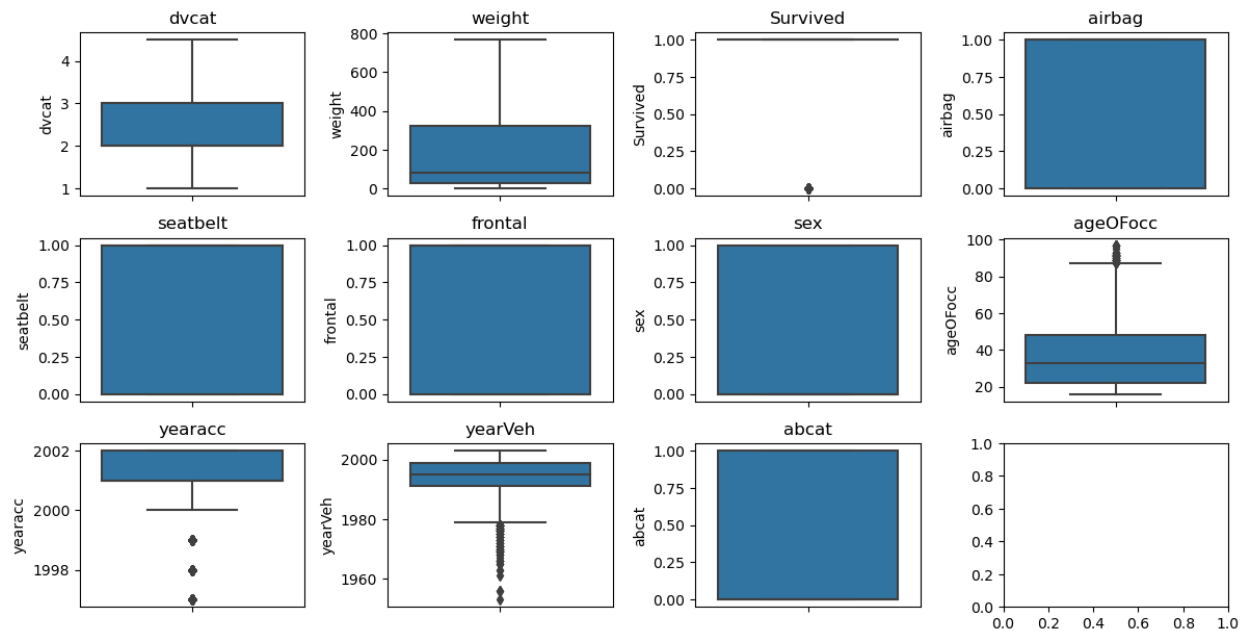 dvcat
weight
Survived
airbag
4
3
2
1
dvcat
800
600
400
200
0
weight
1.00
0.75
0.50
0.25
0.00
Survived
1.00
0.75
0.50
0.25
0.00
airbag
seatbelt
frontal
sex
ageOFocc
1.00
0.75
0.50
0.25
0.00
seatbelt
1.00
0.75
0.50
0.25
0.00
frontal
1.00
0.75
0.50
0.25
0.00
sex
100
80
60
40
20
ageOFocc
yearacc
yearVeh
abcat
2002
2000
1998
yearacc
2000
1980
1960
yearVeh
1.00
0.75
0.50
0.25
0.00
abcat
1.0
0.8
0.6
0.4
0.2
0.0
0.0 0.2 0.4 0.6 0.8 1.0